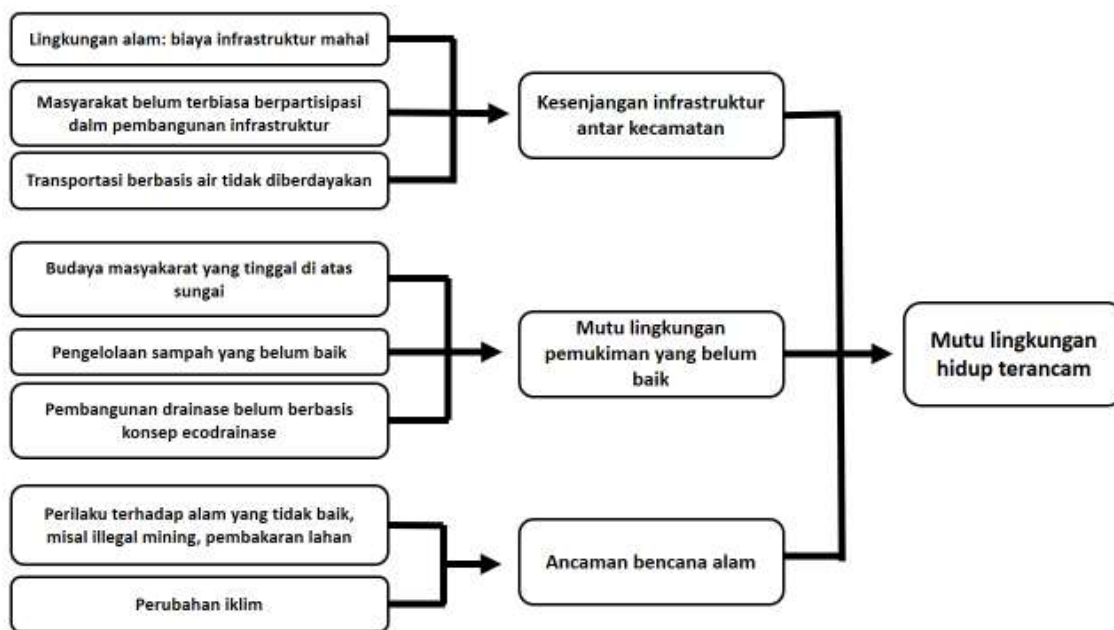 Lingkungan alam: biaya infrastruktur mahal
Masyarakat belum terbiasa berpartisipasi
dalm pembangunan infrastruktur
Transportasi berbasis air tidak diberdayakan
Kesenjangan infrastruktur
antar kecamatan
Budaya masyakarat yang tinggal di atas
sungai
Pengelolaan sampah yang belum baik
Pembangunan drainase belum berbasis
konsep ecodrainase
Mutu lingkungan
pemukiman yang belum
baik
Perilaku terhadap alam yang tidak baik,
misal illegal mining, pembakaran lahan
Perubahan iklim
Ancaman bencana alam
Mutu lingkungan
hidup terancam